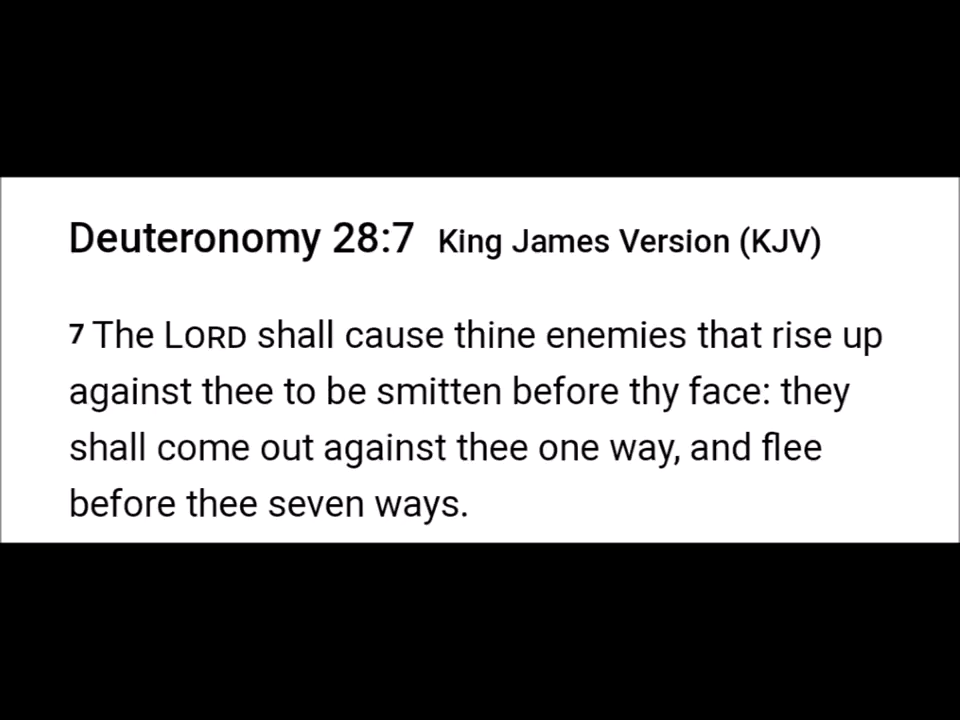 Deuteronomy 28:7 King James Version (KJV)
7 The LORD shall cause thine enemies that rise up
against thee to be smitten before thy face: they
shall come out against thee one way, and flee
before thee seven ways.